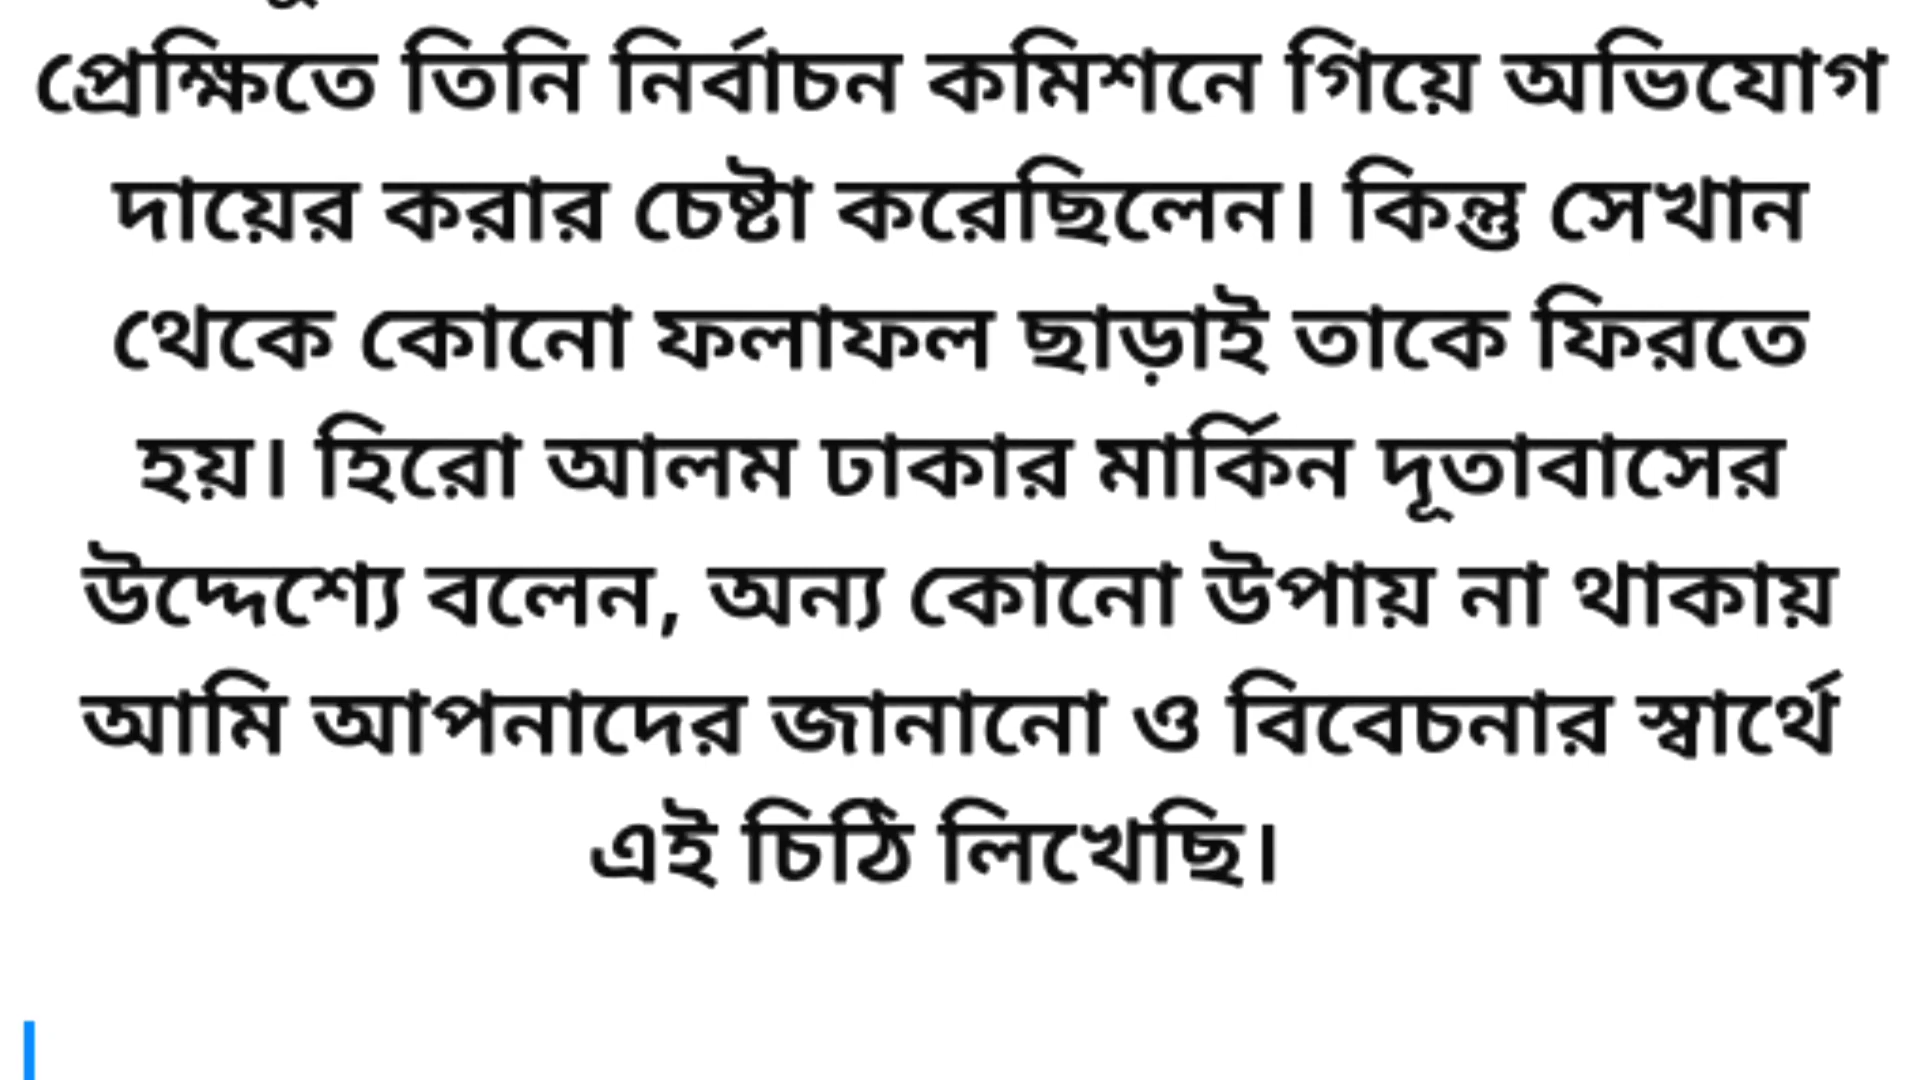 প্রেক্ষিতে তিনি নির্বাচন কমিশনে গিয়ে অভিযোগ
দায়ের করার চেষ্টা করেছিলেন। কিন্তু সেখান
থেকে কোনো ফলাফল ছাড়াই তাকে ফিরতে
হয়। হিরো আলম ঢাকার মার্কিন দূতাবাসের
উদ্দেশ্যে বলেন, অন্য কোনো উপায় না থাকায়
আমি আপনাদের জানানো ও বিবেচনার স্বার্থে
এই চিঠি লিখেছি।